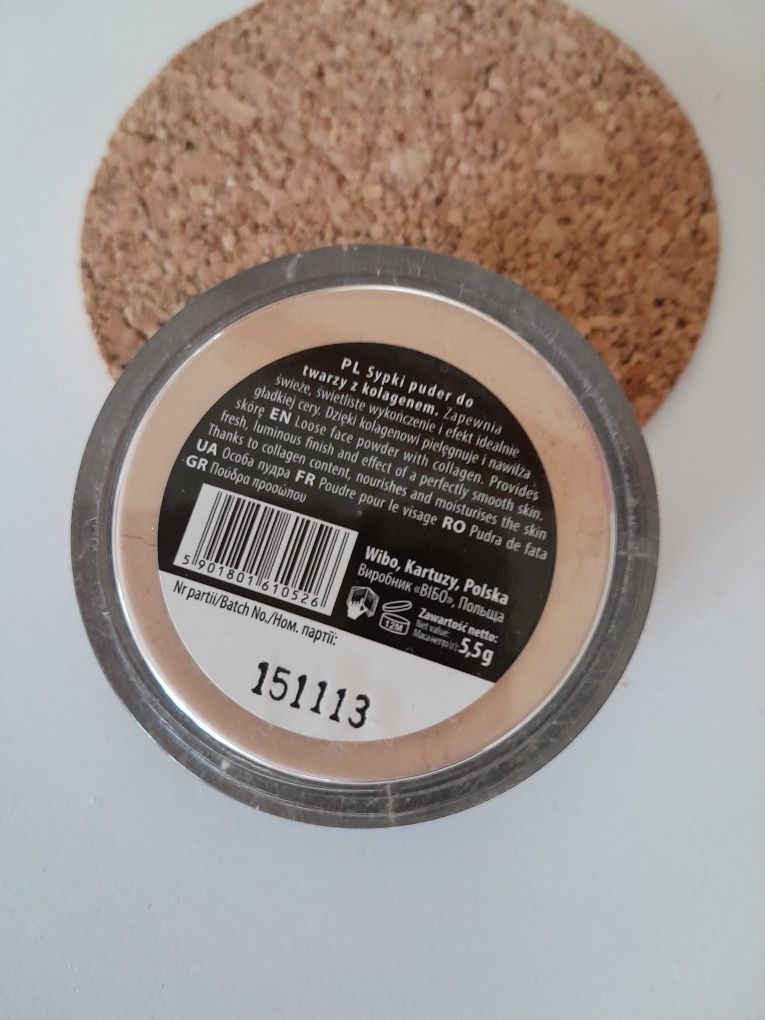 PL Sypki puder do
twarzy z kolagenem. Zapewnia
świeże, świetliste wykończenie i efekt idealnie
gładkiej cery. Dzięki kolagenowi pielęgnuje i nawilża
skórę EN Loose face powder with collagen. Provides
fresh, luminous finish and effect of a perfectly smooth skin.
Thanks to collagen content, nourishes and moisturises the skin
UA Особа пудра FR Poudre pour le visage RO Pudra de fata
GR Πούδρα προσώπου
5 901801 610526
Wibo, Kartuzy, Polska
Виробник «ВІБО», Польща
12M
Zawartość netto:
Net value:
Маса нетто (г):
5,5g
Nr partii/Batch No./Ном. партії:
151113